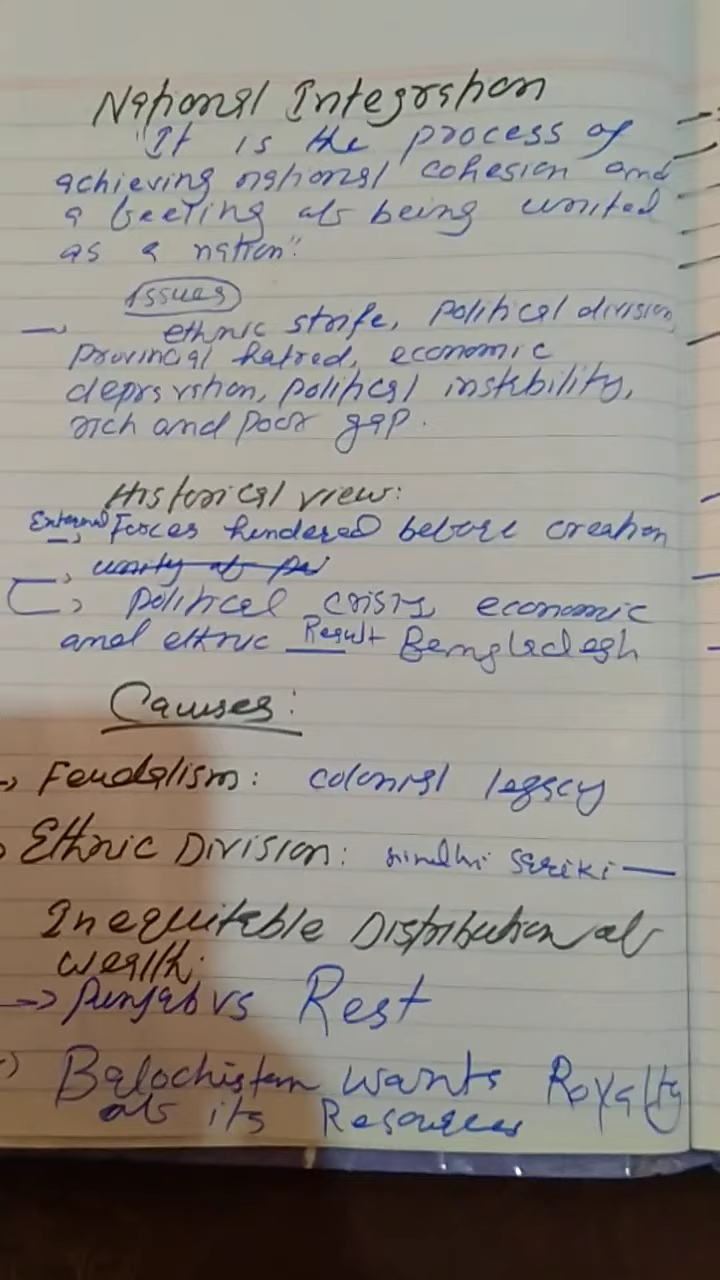 National Integration
"It is the process of
achieving national cohesion and
a feeling of being united
as a nation".
Issues
ethnic strife, political division,
provincial hatred, economic
deprivation, political instability,
rich and poor gap.
Historical view:
External Forces hindered before creation
→ unity of
→ political crisis, economic
and ethnic Result Bangladesh
Causes:
→ Feudalism: colonial legacy
Ethnic Division: sindhi Sariki —
Inequitable Distribution of
wealth:
→ Punjab vs Rest
Balochistan wants Royalty
of its Resources